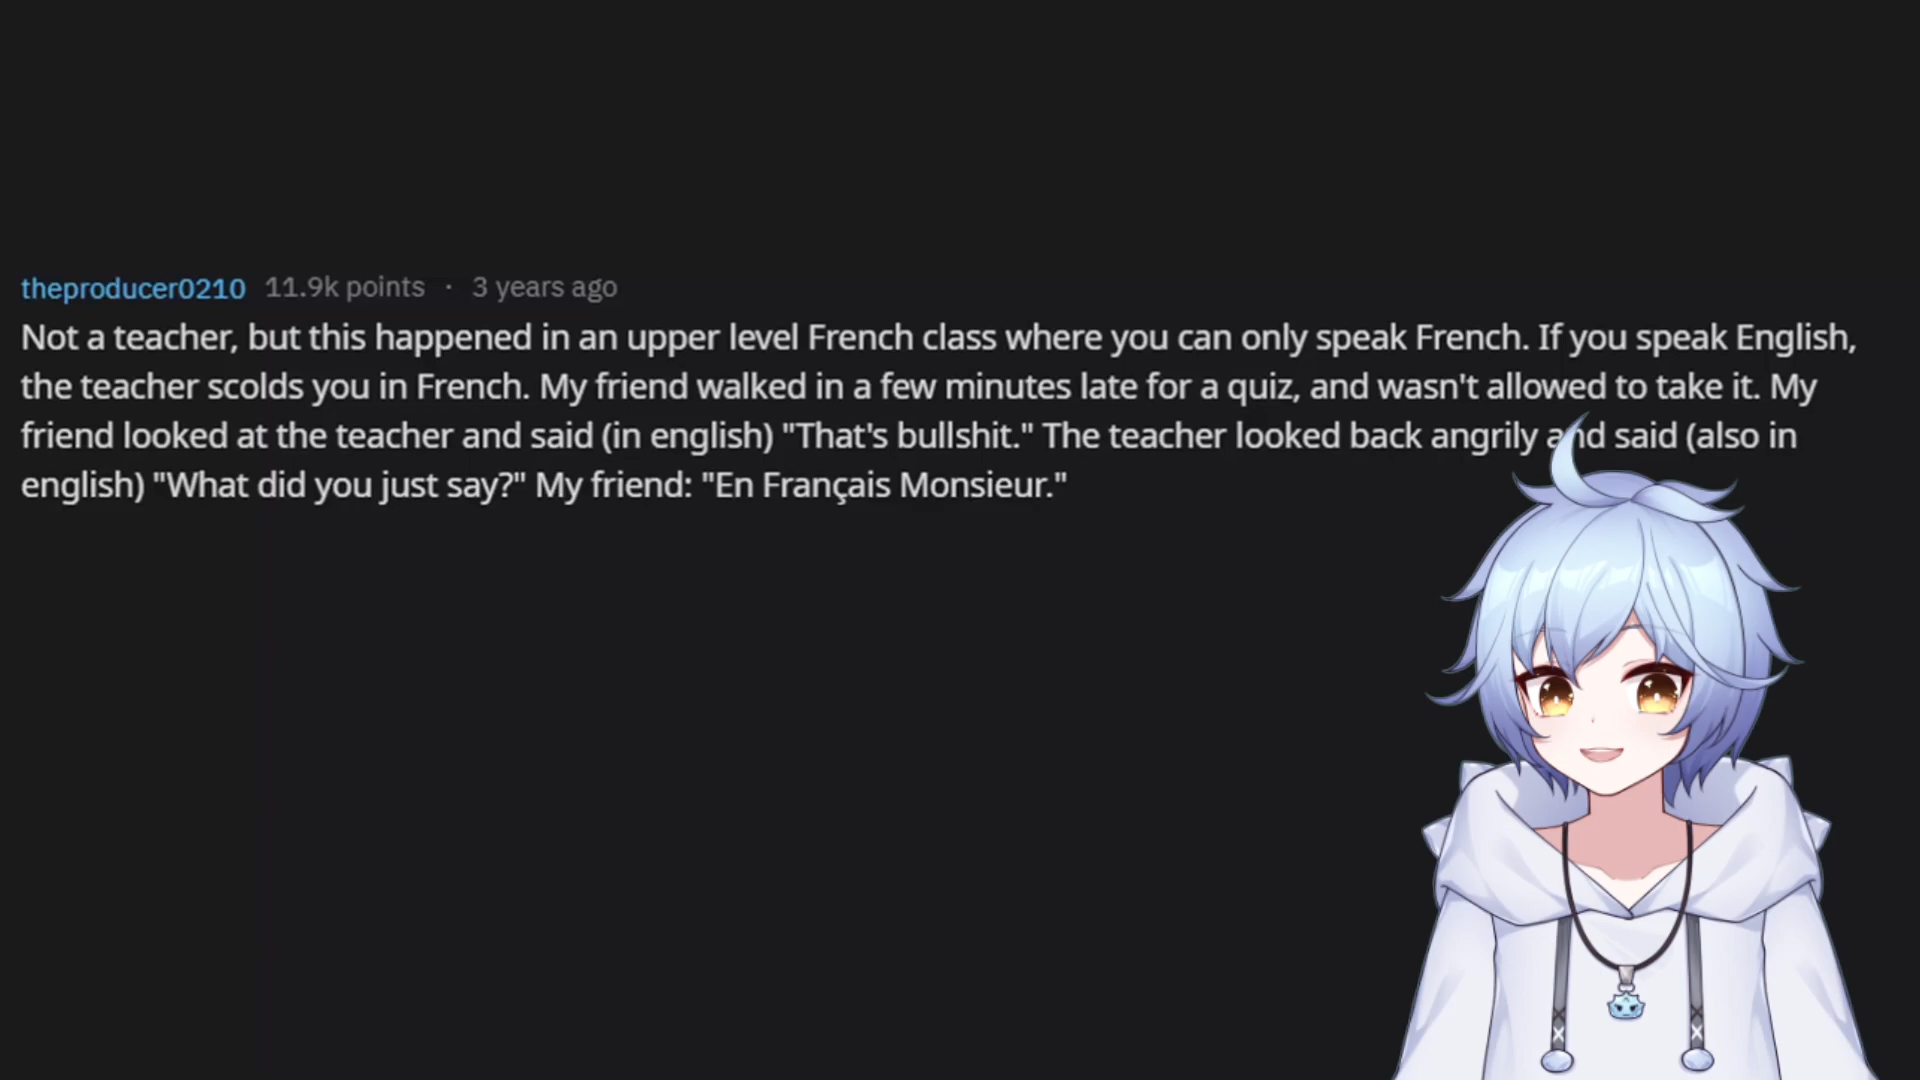 theproducer0210 11.9k points · 3 years ago
Not a teacher, but this happened in an upper level French class where you can only speak French. If you speak English,
the teacher scolds you in French. My friend walked in a few minutes late for a quiz, and wasn't allowed to take it. My
friend looked at the teacher and said (in english) "That's bullshit." The teacher looked back angrily and said (also in
english) "What did you just say?" My friend: "En Français Monsieur."